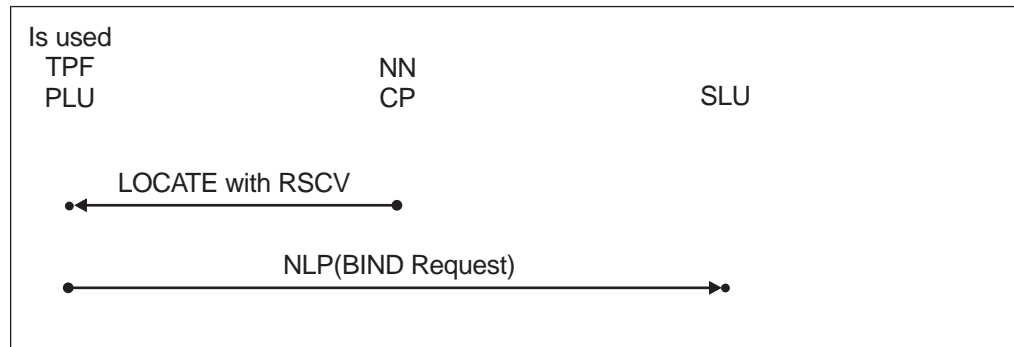 Is used
TPF NN
PLU CP SLU
LOCATE with RSCV
NLP(BIND Request)